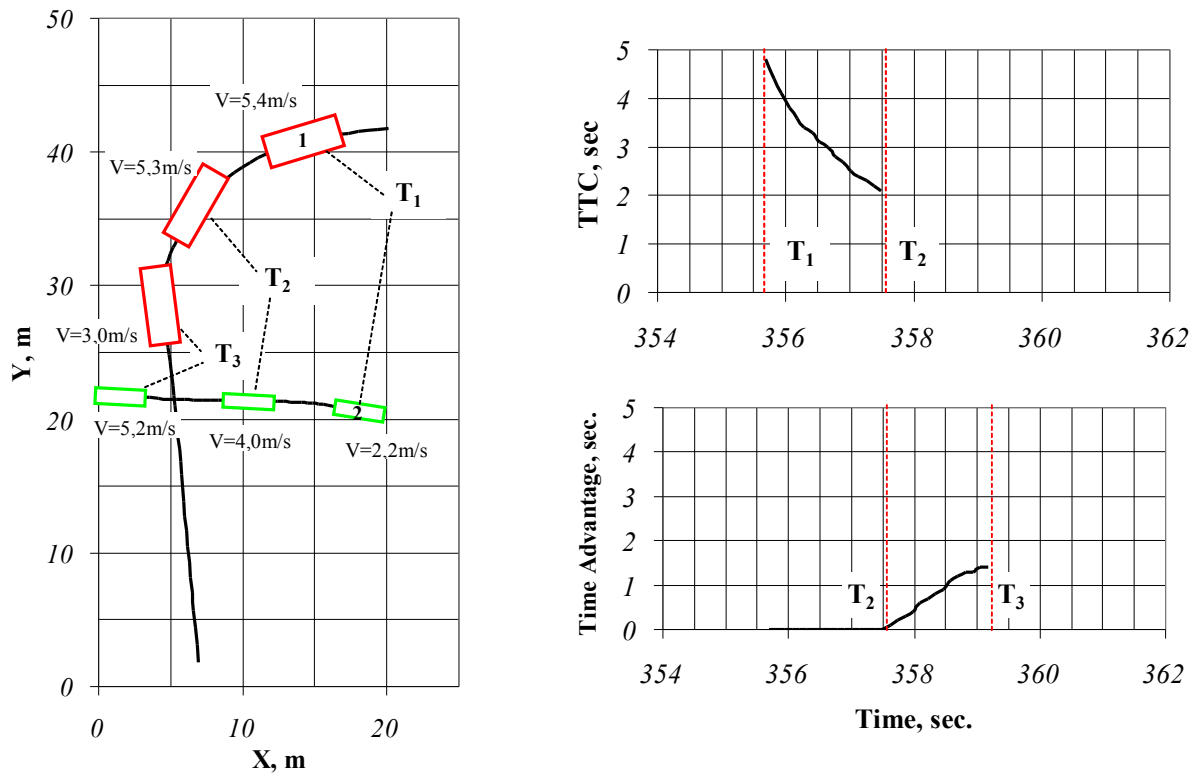 50
40
30
20
10
0
Y, m
0
10
20
X, m
V=5,4m/s
1
V=5,3m/s
T1
T2
V=3,0m/s
T3
2
V=5,2m/s
V=4,0m/s
V=2,2m/s
5
4
3
2
1
0
TTC, sec
T1
T2
354
356
358
360
362
5
4
3
2
1
0
Time Advantage, sec.
T2
T3
354
356
358
360
362
Time, sec.